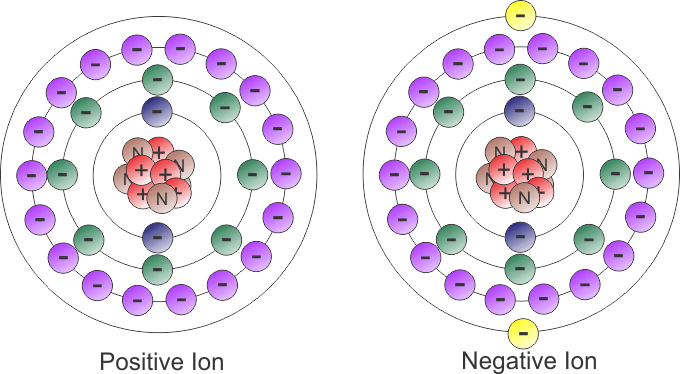 Positive Ion
Negative Ion
- - - - - - - - - - - - - - - - - - - - - - - - - - -
N + N + + N + + N
- - - - - - - - - - - - - - - - - - - - - - - - - - - - -
N + N + + N + + N